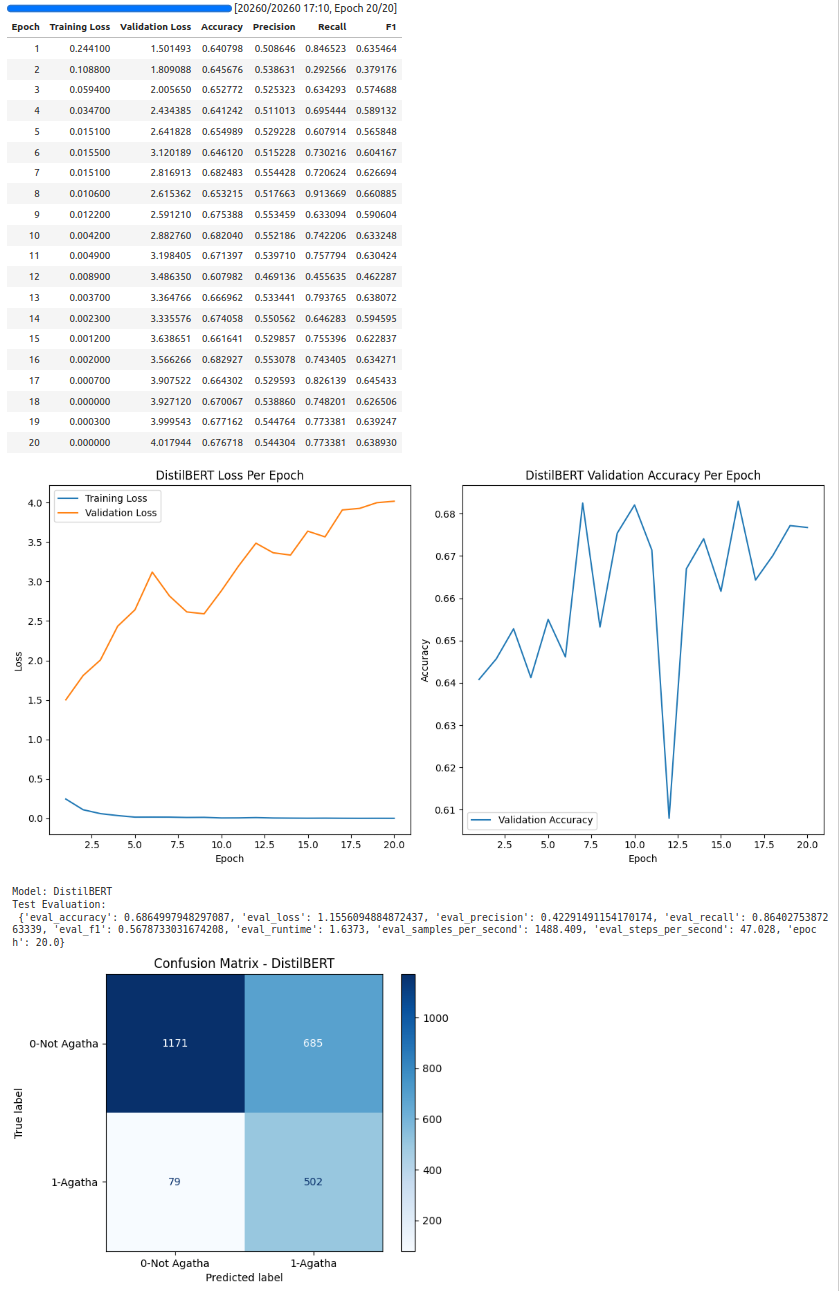 [20260/20260 17:10, Epoch 20/20]
Epoch Training Loss Validation Loss Accuracy Precision Recall F1
1 0.244100 1.501493 0.640798 0.508646 0.846523 0.635464
2 0.108800 1.809088 0.645676 0.538631 0.292566 0.379176
3 0.059400 2.005650 0.652772 0.525323 0.634293 0.574688
4 0.034700 2.434385 0.641242 0.511013 0.695444 0.589132
5 0.015100 2.641828 0.654989 0.529228 0.607914 0.565848
6 0.015500 3.120189 0.646120 0.515228 0.730216 0.604167
7 0.015100 2.816913 0.682483 0.554428 0.720624 0.626694
8 0.010600 2.615362 0.653215 0.517663 0.913669 0.660885
9 0.012200 2.591210 0.675388 0.553459 0.633094 0.590604
10 0.004200 2.882760 0.682040 0.552186 0.742206 0.633248
11 0.004900 3.198405 0.671397 0.539710 0.757794 0.630424
12 0.008900 3.486350 0.607982 0.469136 0.455635 0.462287
13 0.003700 3.364766 0.666962 0.533441 0.793765 0.638072
14 0.002300 3.335576 0.674058 0.550562 0.646283 0.594595
15 0.001200 3.638651 0.661641 0.529857 0.755396 0.622837
16 0.002000 3.566266 0.682927 0.553078 0.743405 0.634271
17 0.000700 3.907522 0.664302 0.529593 0.826139 0.645433
18 0.000000 3.927120 0.670067 0.538860 0.748201 0.626506
19 0.000300 3.999543 0.677162 0.544764 0.773381 0.639247
20 0.000000 4.017944 0.676718 0.544304 0.773381 0.638930
DistilBERT Loss Per Epoch
Training Loss
Validation Loss
4.0
3.5
3.0
2.5
2.0
1.5
1.0
0.5
0.0
Loss
2.5 5.0 7.5 10.0 12.5 15.0 17.5 20.0
Epoch
DistilBERT Validation Accuracy Per Epoch
0.68
0.67
0.66
0.65
0.64
0.63
0.62
0.61
Accuracy
Validation Accuracy
2.5 5.0 7.5 10.0 12.5 15.0 17.5 20.0
Epoch
Model: DistilBERT
Test Evaluation:
{'eval_accuracy': 0.6864997948297087, 'eval_loss': 1.1556094884872437, 'eval_precision': 0.42291491154170174, 'eval_recall': 0.86402753872
63339, 'eval_f1': 0.5678733031674208, 'eval_runtime': 1.6373, 'eval_samples_per_second': 1488.409, 'eval_steps_per_second': 47.028, 'epoc
h': 20.0}
Confusion Matrix - DistilBERT
0-Not Agatha
1171 685
1-Agatha
79 502
True label
0-Not Agatha 1-Agatha
Predicted label
1000
800
600
400
200